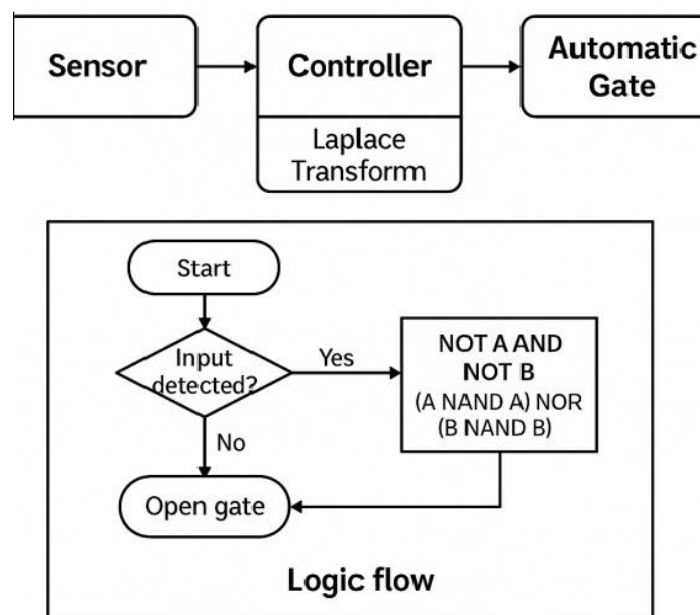 Sensor
Controller
Laplace
Transform
Automatic
Gate
Start
Input
detected?
Yes
No
NOT A AND
NOT B
(A NAND A) NOR
(B NAND B)
Open gate
Logic flow